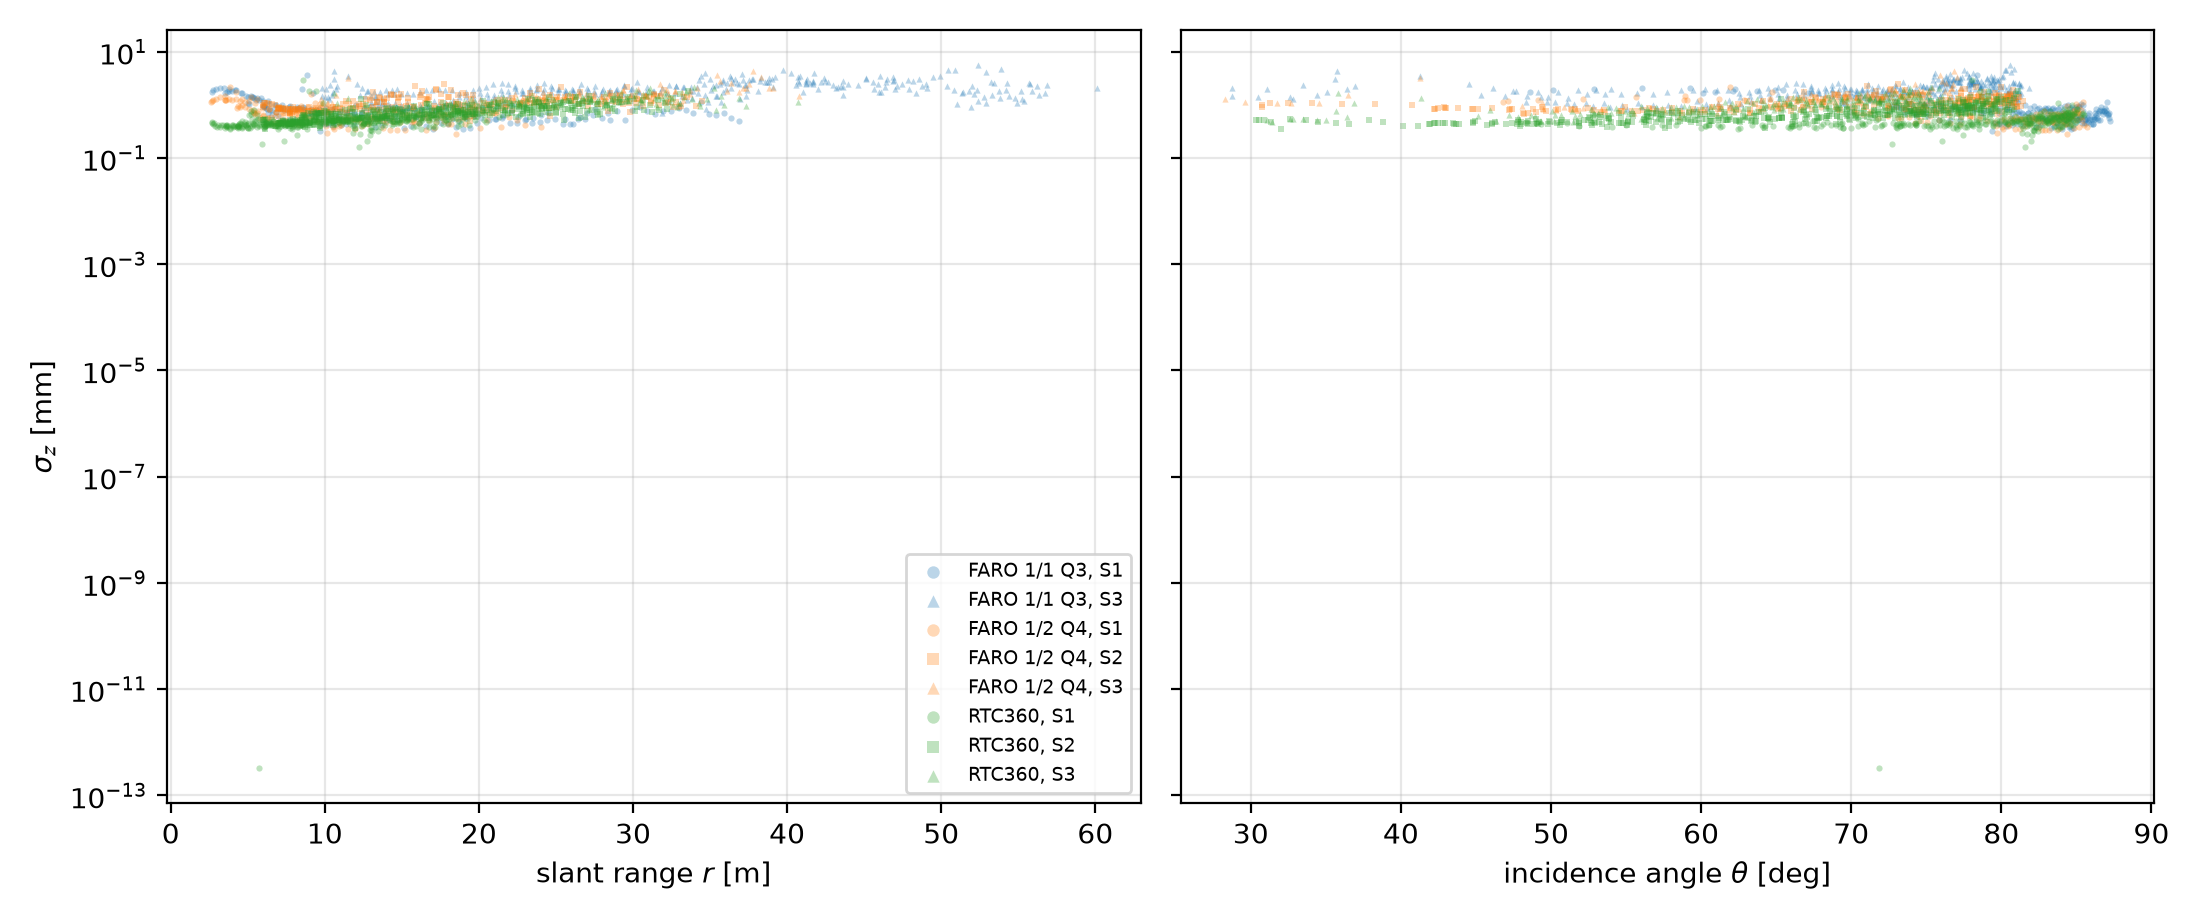 σz [mm]
10^1
10^−1
10^−3
10^−5
10^−7
10^−9
10^−11
10^−13
FARO 1/1 Q3, S1
FARO 1/1 Q3, S3
FARO 1/2 Q4, S1
FARO 1/2 Q4, S2
FARO 1/2 Q4, S3
RTC360, S1
RTC360, S2
RTC360, S3
0 10 20 30 40 50 60
slant range r [m]
30 40 50 60 70 80 90
incidence angle θ [deg]